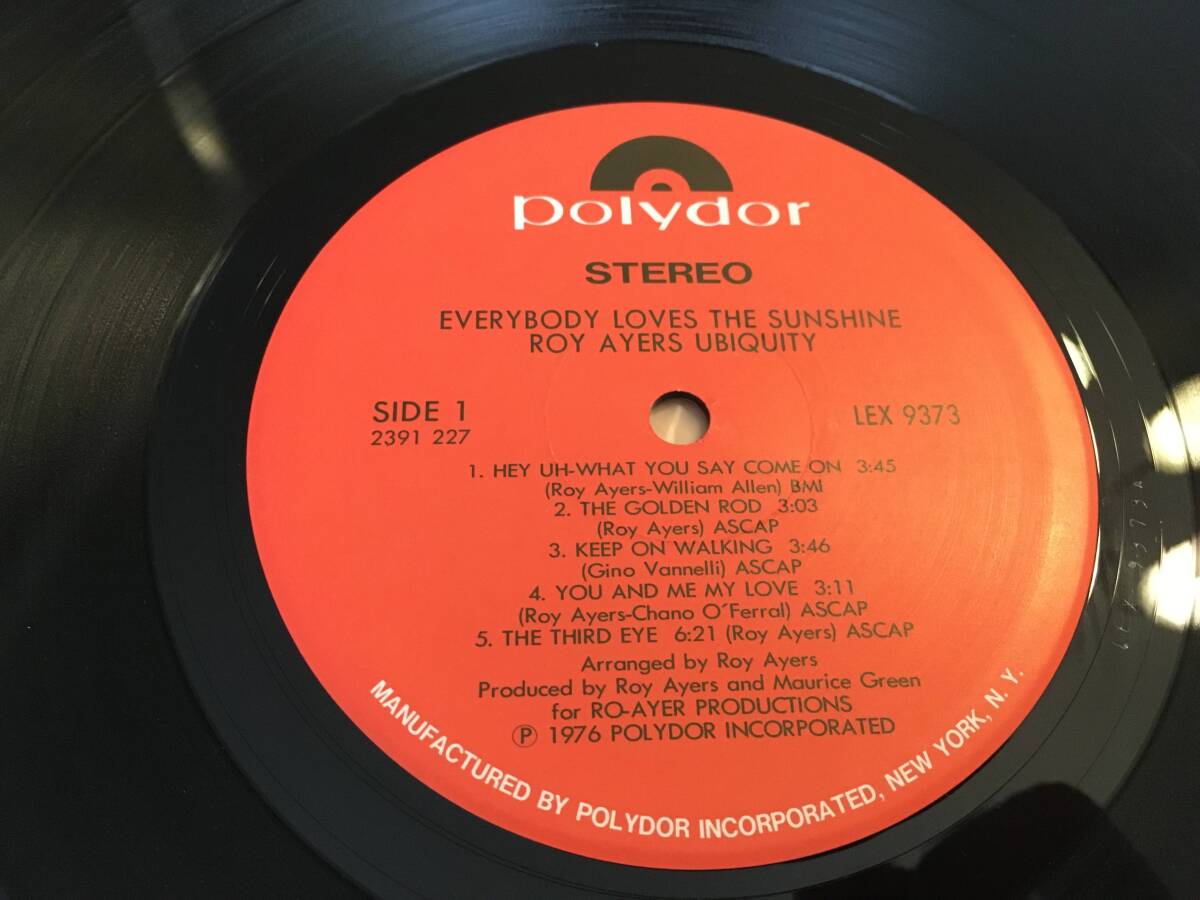 polydor
STEREO
EVERYBODY LOVES THE SUNSHINE
ROY AYERS UBIQUITY
SIDE 1
2391 227
LEX 9373
1. HEY UH-WHAT YOU SAY COME ON 3:45
(Roy Ayers-William Allen) BMI
2. THE GOLDEN ROD 3:03
(Roy Ayers) ASCAP
3. KEEP ON WALKING 3:46
(Gino Vannelli) ASCAP
4. YOU AND ME MY LOVE 3:11
(Roy Ayers-Chano O´Ferral) ASCAP
5. THE THIRD EYE 6:21 (Roy Ayers) ASCAP
Arranged by Roy Ayers
Produced by Roy Ayers and Maurice Green
for RO-AYER PRODUCTIONS
Ⓟ 1976 POLYDOR INCORPORATED
MANUFACTURED BY POLYDOR INCORPORATED, NEW YORK, N. Y.